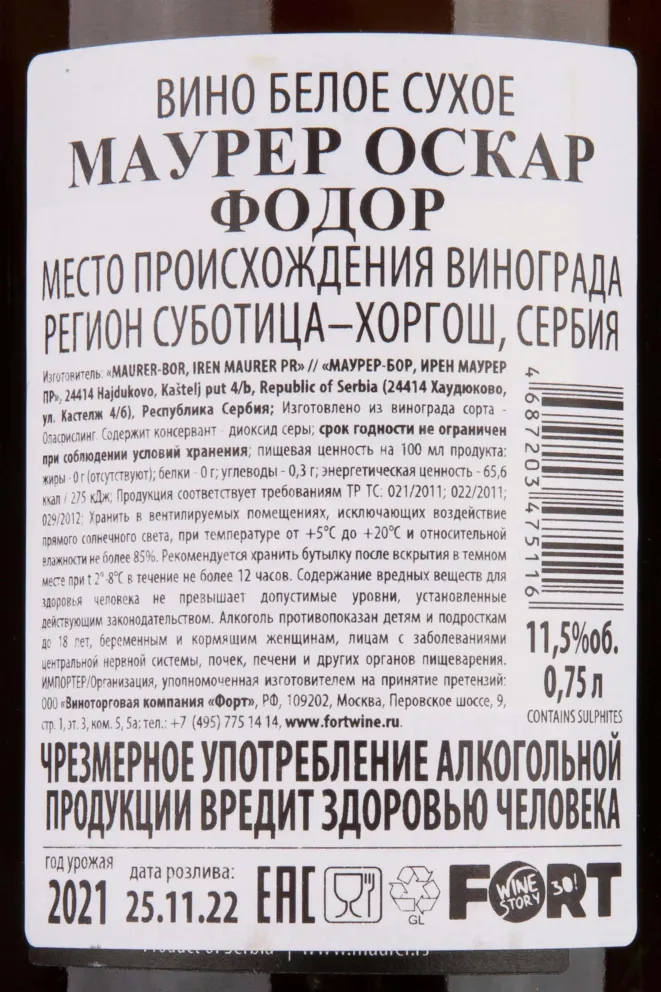 ВИНО БЕЛОЕ СУХОЕ
МАУРЕР ОСКАР
ФОДОР
МЕСТО ПРОИСХОЖДЕНИЯ ВИНОГРАДА
РЕГИОН СУБОТИЦА–ХОРГОШ, СЕРБИЯ
Изготовитель: «MAURER-BOR, IREN MAURER PR» // «МАУРЕР-БОР, ИРЕН МАУРЕР
ПР», 24414 Hajdukovo, Kaštelj put 4/b, Republic of Serbia (24414 Хаудюково,
ул. Кастелж 4/6), Республика Сербия; Изготовлено из винограда сорта -
Олазрислинг Содержит консервант - диоксид серы; срок годности не ограничен
при соблюдении условий хранения; пищевая ценность на 100 мл продукта:
жиры - 0 г (отсутствуют); белки - 0 г; углеводы - 0,3 г; энергетическая ценность - 65,6
ккал / 275 кДж; Продукция соответствует требованиям ТР ТС: 021/2011; 022/2011;
029/2012; Хранить в вентилируемых помещениях, исключающих воздействие
прямого солнечного света, при температуре от +5°С до +20°С и относительной
влажности не более 85%. Рекомендуется хранить бутылку после вскрытия в темном
месте при t 2°-8°С в течение не более 12 часов. Содержание вредных веществ для
здоровья человека не превышает допустимые уровни, установленные
действующим законодательством. Алкоголь противопоказан детям и подросткам
до 18 лет, беременным и кормящим женщинам, лицам с заболеваниями
центральной нервной системы, почек, печени и других органов пищеварения.
ИМПОРТЕР/Организация, уполномоченная изготовителем на принятие претензий:
ООО «Виноторговая компания «Форт», РФ, 109202, Москва, Перовское шоссе, 9,
стр. 1, эт. 3, ком. 5, 5а; тел.: +7 (495) 775 14 14, www.fortwine.ru.
4 687203 475116
11,5%об.
0,75 л
CONTAINS SULPHITES
ЧРЕЗМЕРНОЕ УПОТРЕБЛЕНИЕ АЛКОГОЛЬНОЙ
ПРОДУКЦИИ ВРЕДИТ ЗДОРОВЬЮ ЧЕЛОВЕКА
год урожая
2021
дата розлива:
25.11.22
ЕАС
GL
FORT
WINE STORY
30!
Product of Serbia | www.maurer.rs